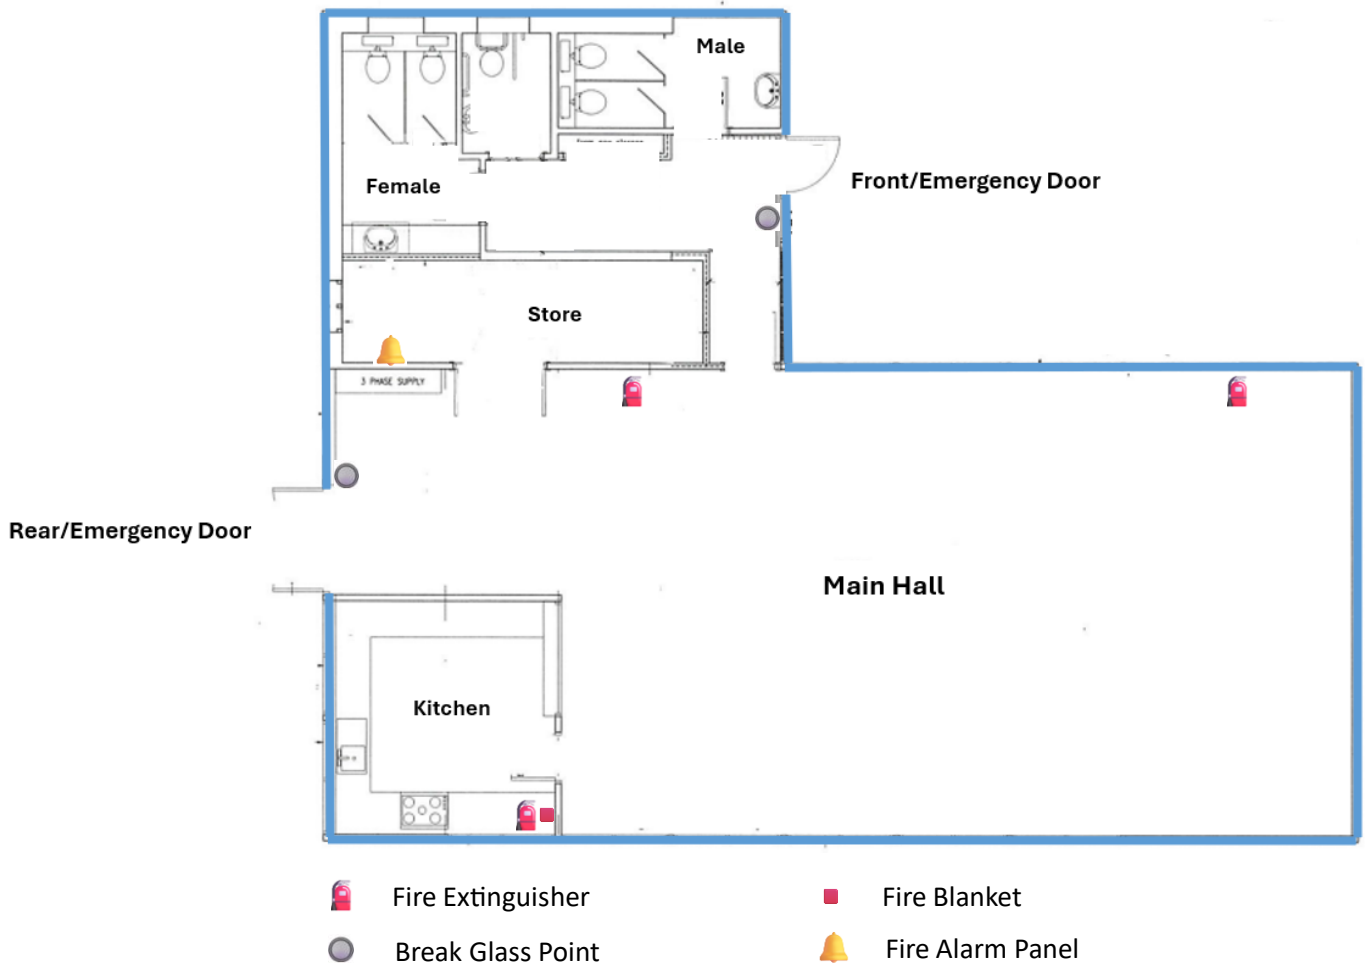 Male
Front/Emergency Door
Female
Store
3 PHASE SUPPLY
Rear/Emergency Door
Main Hall
Kitchen
Fire Extinguisher
Fire Blanket
Break Glass Point
Fire Alarm Panel